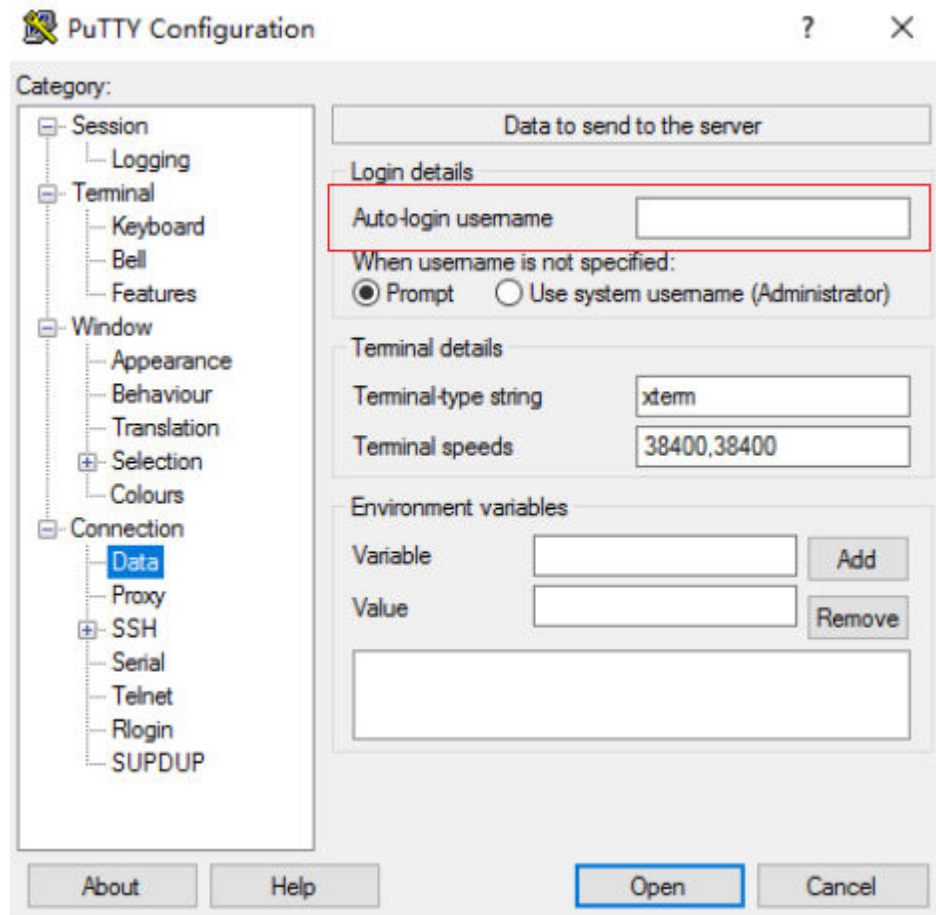 PuTTY Configuration
?
Category:
Session
Logging
Terminal
Keyboard
Bell
Features
Window
Appearance
Behaviour
Translation
Selection
Colours
Connection
Data
Proxy
SSH
Serial
Telnet
Rlogin
SUPDUP
Data to send to the server
Login details
Auto-login username
When username is not specified:
Prompt Use system username (Administrator)
Terminal details
Terminal-type string xterm
Terminal speeds 38400,38400
Environment variables
Variable Add
Value Remove
About Help Open Cancel